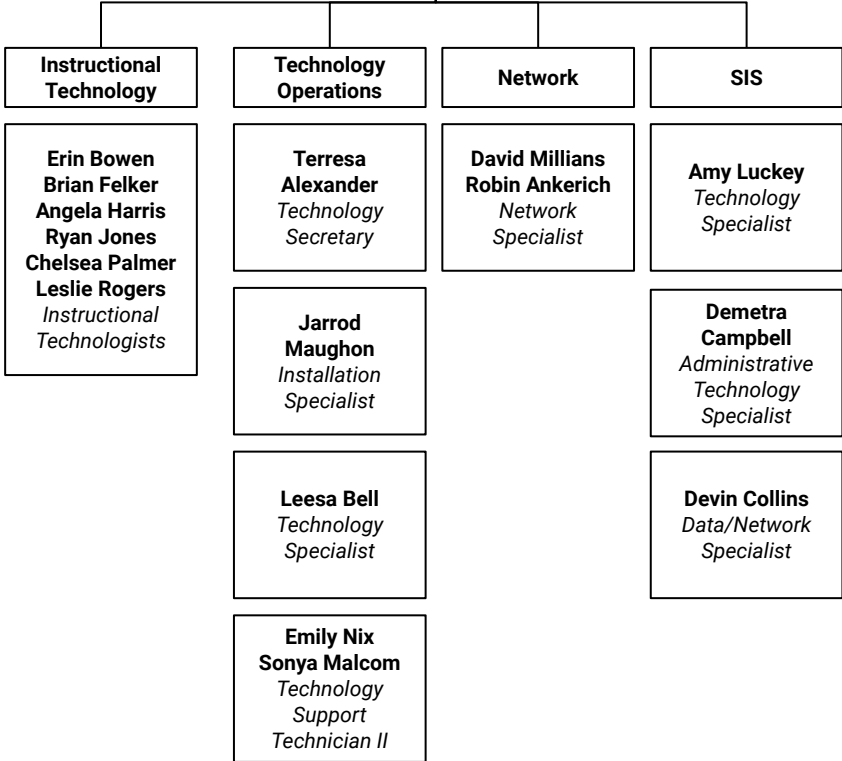 Instructional
Technology
Technology
Operations
Network
SIS
Erin Bowen
Brian Felker
Angela Harris
Ryan Jones
Chelsea Palmer
Leslie Rogers
Instructional
Technologists
Terresa
Alexander
Technology
Secretary
Jarrod
Maughon
Installation
Specialist
Leesa Bell
Technology
Specialist
Emily Nix
Sonya Malcom
Technology
Support
Technician II
David Millians
Robin Ankerich
Network
Specialist
Amy Luckey
Technology
Specialist
Demetra
Campbell
Administrative
Technology
Specialist
Devin Collins
Data/Network
Specialist